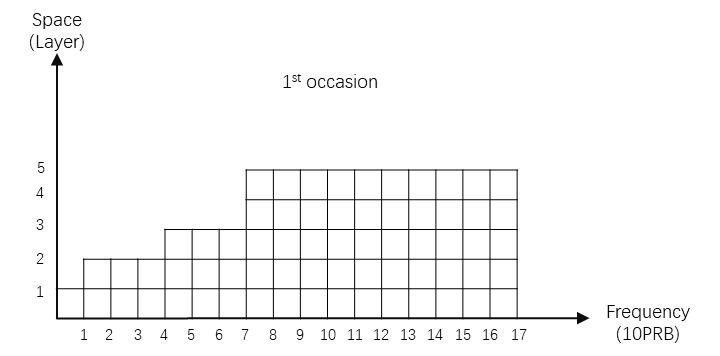 Space
(Layer)
1st occasion
5
4
3
2
1
1 2 3 4 5 6 7 8 9 10 11 12 13 14 15 16 17
Frequency
(10PRB)